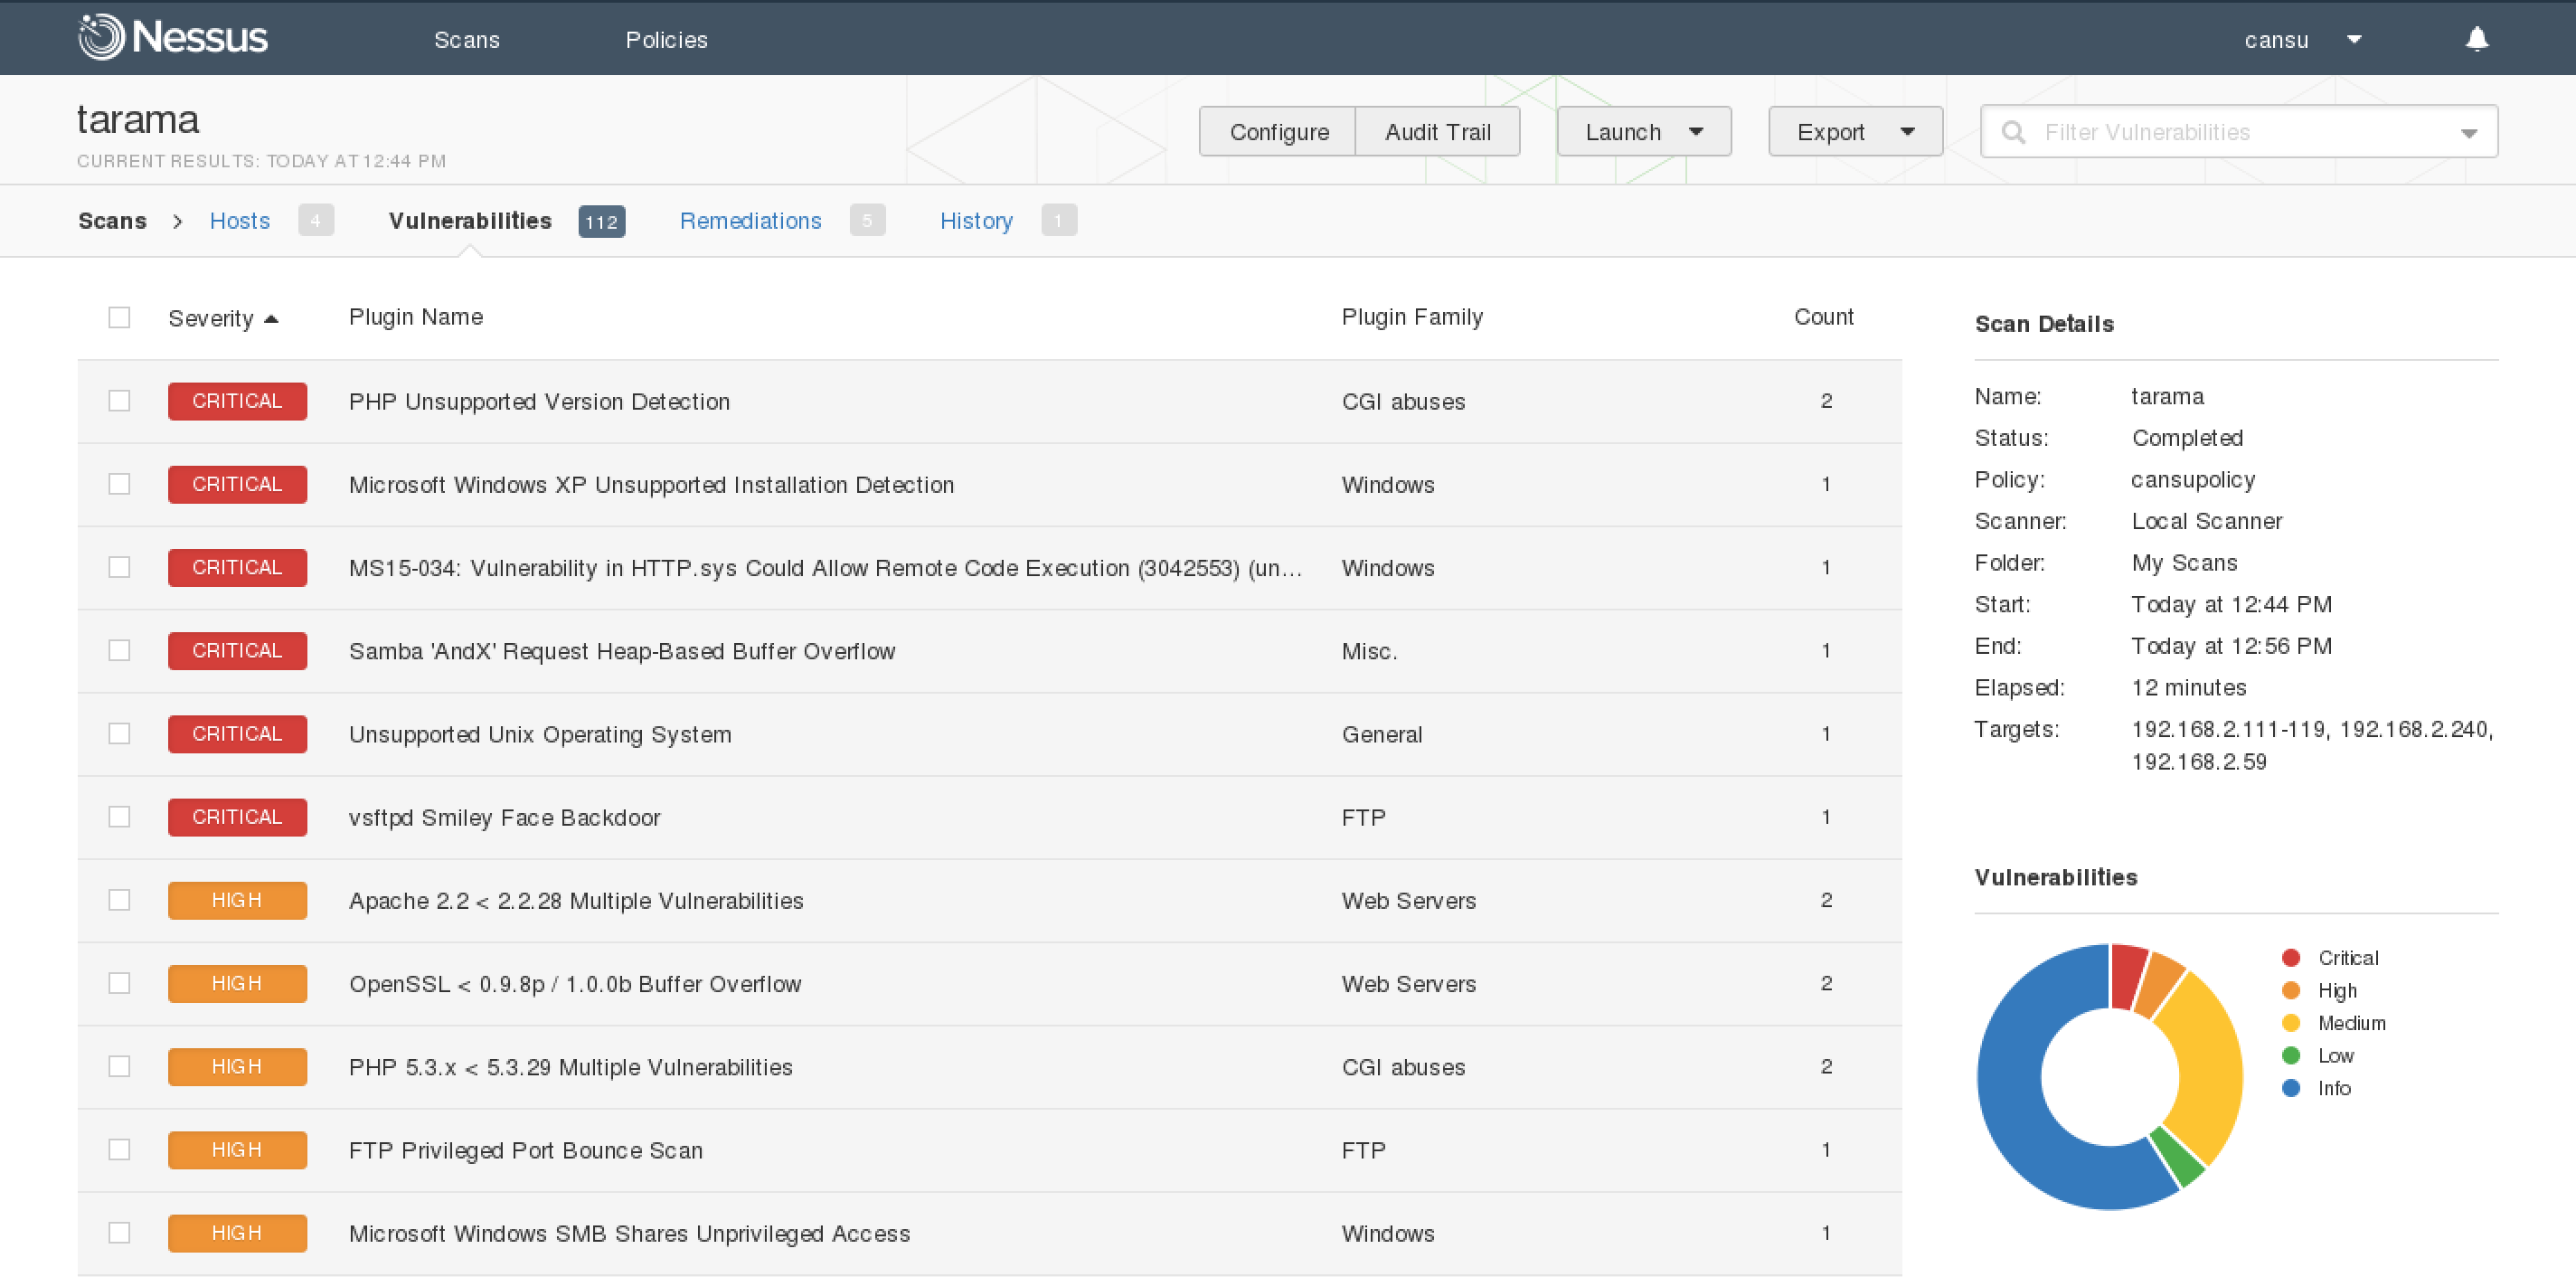 Nessus Scans Policies cansu
tarama
CURRENT RESULTS: TODAY AT 12:44 PM
Configure Audit Trail Launch Export Filter Vulnerabilities
Scans > Hosts 4 Vulnerabilities 112 Remediations 5 History 1
Severity Plugin Name Plugin Family Count
CRITICAL PHP Unsupported Version Detection CGI abuses 2
CRITICAL Microsoft Windows XP Unsupported Installation Detection Windows 1
CRITICAL MS15-034: Vulnerability in HTTP.sys Could Allow Remote Code Execution (3042553) (un... Windows 1
CRITICAL Samba 'AndX' Request Heap-Based Buffer Overflow Misc. 1
CRITICAL Unsupported Unix Operating System General 1
CRITICAL vsftpd Smiley Face Backdoor FTP 1
HIGH Apache 2.2 < 2.2.28 Multiple Vulnerabilities Web Servers 2
HIGH OpenSSL < 0.9.8p / 1.0.0b Buffer Overflow Web Servers 2
HIGH PHP 5.3.x < 5.3.29 Multiple Vulnerabilities CGI abuses 2
HIGH FTP Privileged Port Bounce Scan FTP 1
HIGH Microsoft Windows SMB Shares Unprivileged Access Windows 1
Scan Details
Name: tarama
Status: Completed
Policy: cansupolicy
Scanner: Local Scanner
Folder: My Scans
Start: Today at 12:44 PM
End: Today at 12:56 PM
Elapsed: 12 minutes
Targets: 192.168.2.111-119, 192.168.2.240,
192.168.2.59
Vulnerabilities
Critical
High
Medium
Low
Info